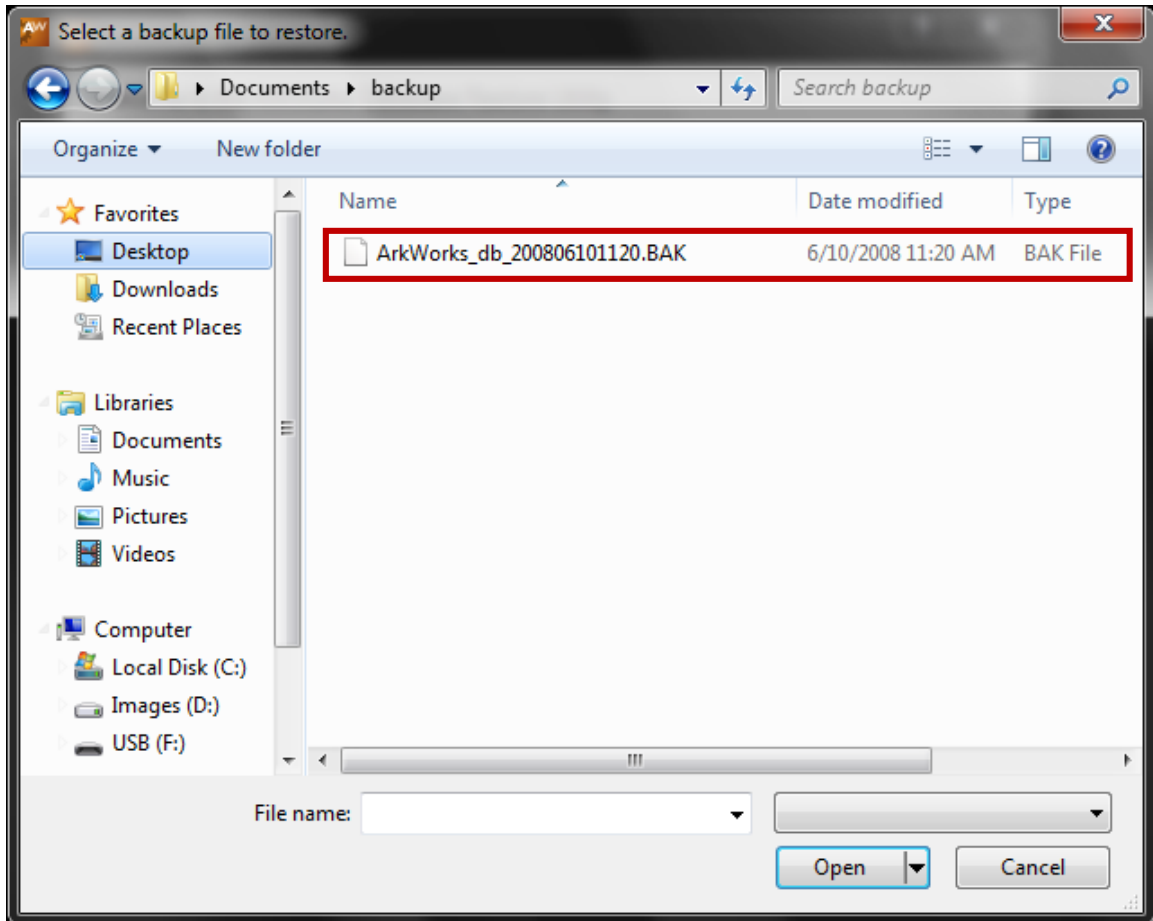 AW Select a backup file to restore.
Documents backup Search backup
Organize New folder
Name Date modified Type
Favorites
Desktop
Downloads
Recent Places
Libraries
Documents
Music
Pictures
Videos
Computer
Local Disk (C:)
Images (D:)
USB (F:)
ArkWorks_db_200806101120.BAK 6/10/2008 11:20 AM BAK File
File name:
Open Cancel